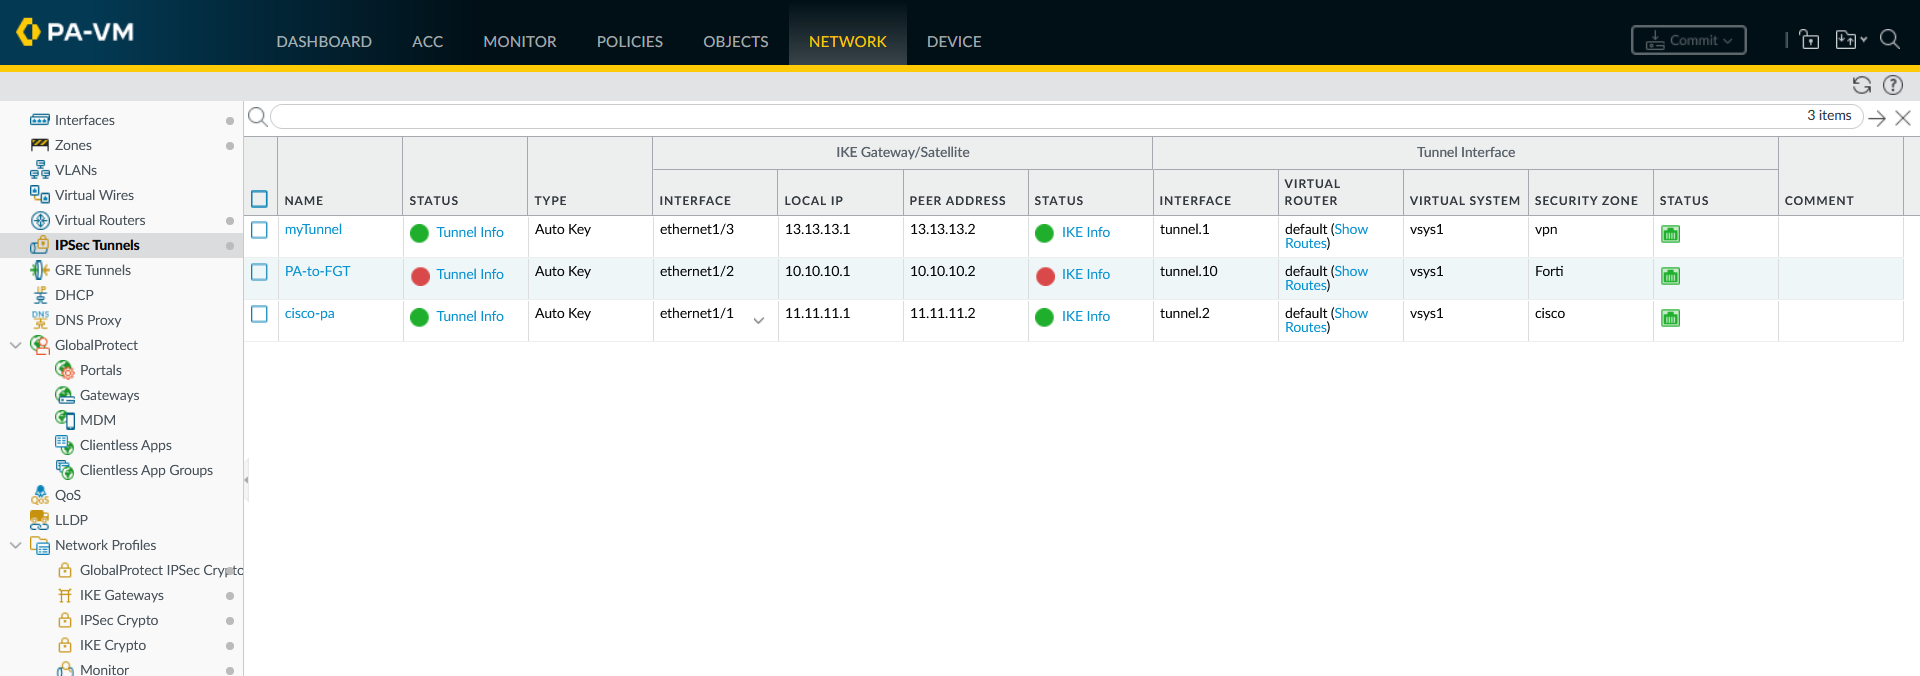 PA-VM
DASHBOARD ACC MONITOR POLICIES OBJECTS NETWORK DEVICE
Commit
3 items
Interfaces
Zones
VLANs
Virtual Wires
Virtual Routers
IPSec Tunnels
GRE Tunnels
DHCP
DNS Proxy
GlobalProtect
Portals
Gateways
MDM
Clientless Apps
Clientless App Groups
QoS
LLDP
Network Profiles
GlobalProtect IPSec Crypto
IKE Gateways
IPSec Crypto
IKE Crypto
Monitor
IKE Gateway/Satellite Tunnel Interface
NAME STATUS TYPE INTERFACE LOCAL IP PEER ADDRESS STATUS INTERFACE VIRTUAL ROUTER VIRTUAL SYSTEM SECURITY ZONE STATUS COMMENT
myTunnel Tunnel Info Auto Key ethernet1/3 13.13.13.1 13.13.13.2 IKE Info tunnel.1 default (Show Routes) vsys1 vpn
PA-to-FGT Tunnel Info Auto Key ethernet1/2 10.10.10.1 10.10.10.2 IKE Info tunnel.10 default (Show Routes) vsys1 Forti
cisco-pa Tunnel Info Auto Key ethernet1/1 11.11.11.1 11.11.11.2 IKE Info tunnel.2 default (Show Routes) vsys1 cisco